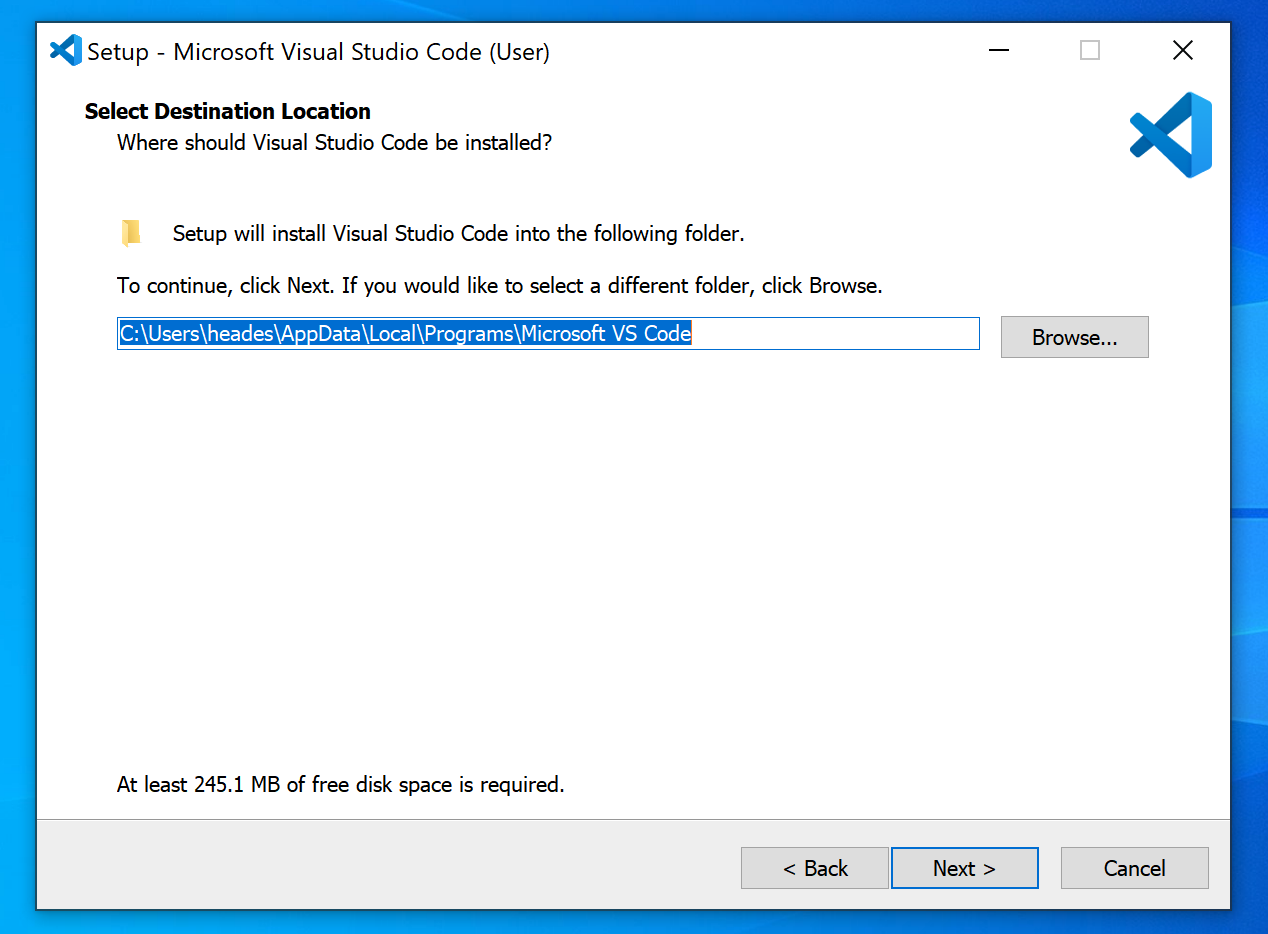 Setup - Microsoft Visual Studio Code (User)
Select Destination Location
Where should Visual Studio Code be installed?
Setup will install Visual Studio Code into the following folder.
To continue, click Next. If you would like to select a different folder, click Browse.
C:\Users\heades\AppData\Local\Programs\Microsoft VS Code
Browse...
At least 245.1 MB of free disk space is required.
< Back
Next >
Cancel